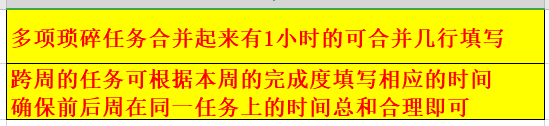 多项琐碎任务合并起来有1小时的可合并几行填写
跨周的任务可根据本周的完成度填写相应的时间
确保前后周在同一任务上的时间总和合理即可